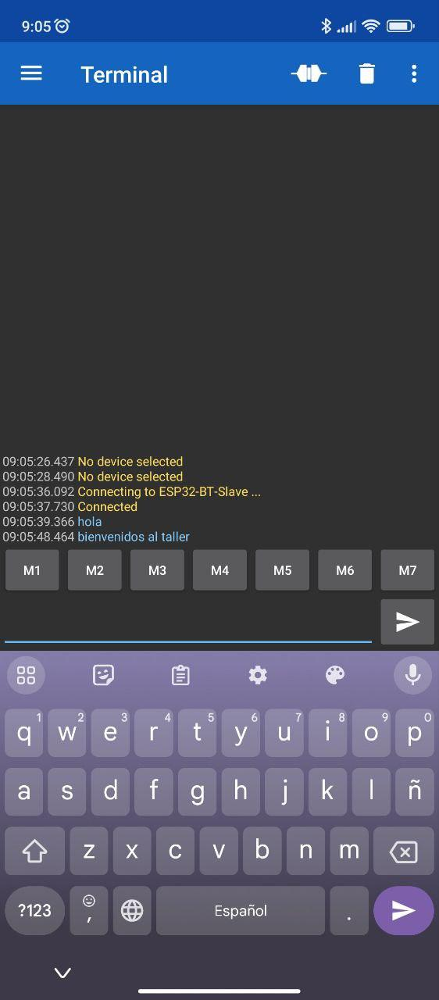 9:05
Terminal
09:05:26.437 No device selected
09:05:28.490 No device selected
09:05:36.092 Connecting to ESP32-BT-Slave ...
09:05:37.730 Connected
09:05:39.366 hola
09:05:48.464 bienvenidos al taller
M1 M2 M3 M4 M5 M6 M7
1 2 3 4 5 6 7 8 9 0
q w e r t y u i o p
a s d f g h j k l ñ
z x c v b n m
?123 , Español .